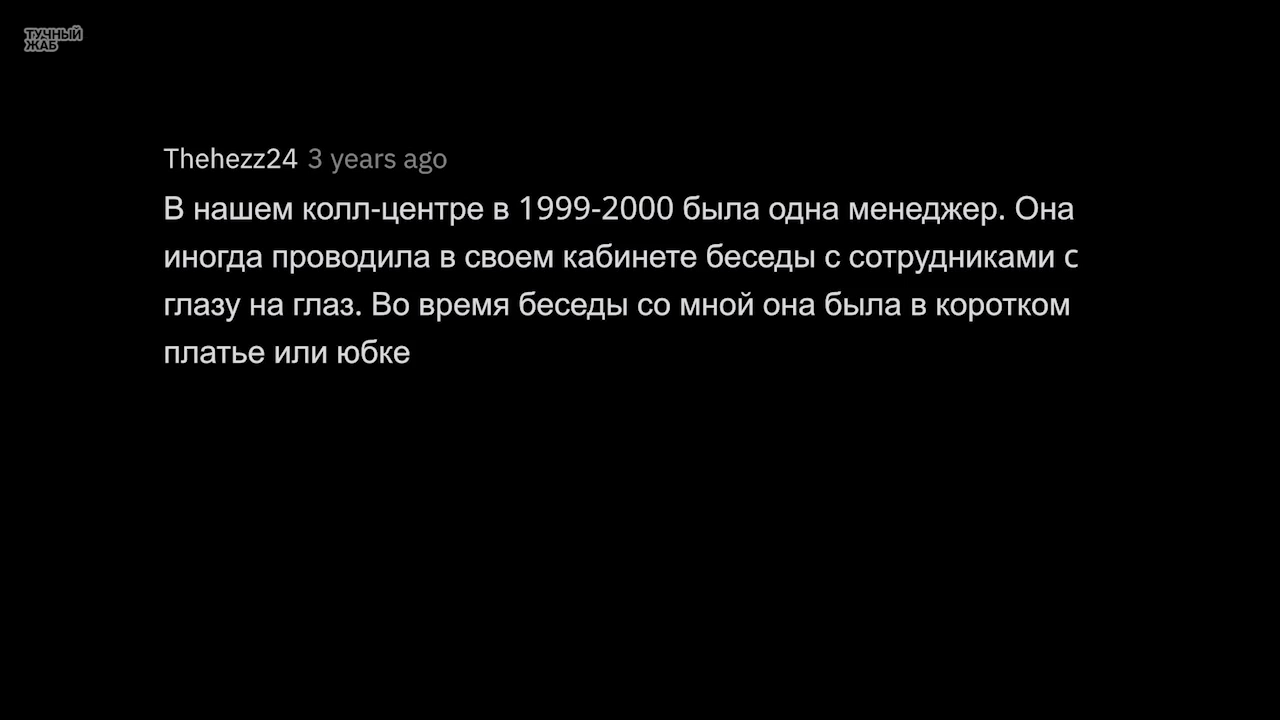 ТУЧНЫЙ
ЖАБ
Thehezz24 3 years ago
В нашем колл-центре в 1999-2000 была одна менеджер. Она
иногда проводила в своем кабинете беседы с сотрудниками с
глазу на глаз. Во время беседы со мной она была в коротком
платье или юбке